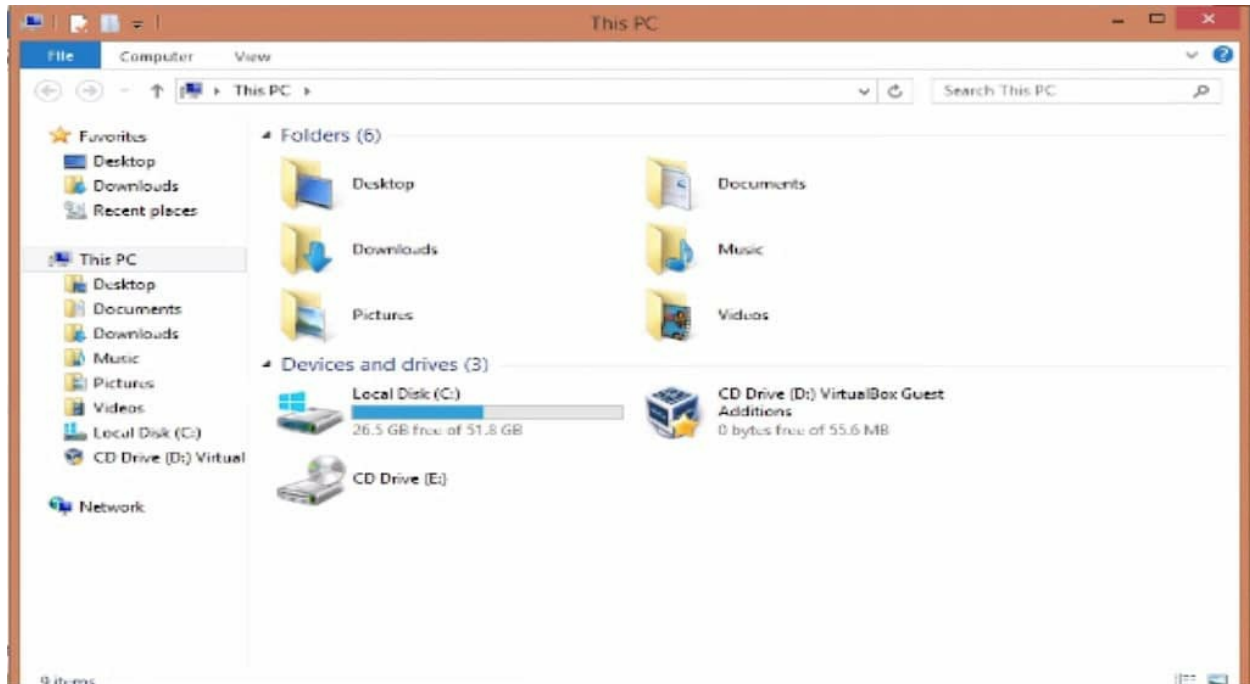 This PC
File Computer View
This PC
Search This PC
Favorites
Desktop
Downloads
Recent places
This PC
Desktop
Documents
Downloads
Music
Pictures
Videos
Local Disk (C:)
CD Drive (D:) Virtual
Network
Folders (6)
Desktop
Documents
Downloads
Music
Pictures
Videos
Devices and drives (3)
Local Disk (C:)
26.5 GB free of 51.8 GB
CD Drive (D:) VirtualBox Guest
Additions
0 bytes free of 55.6 MB
CD Drive (E:)
9 items